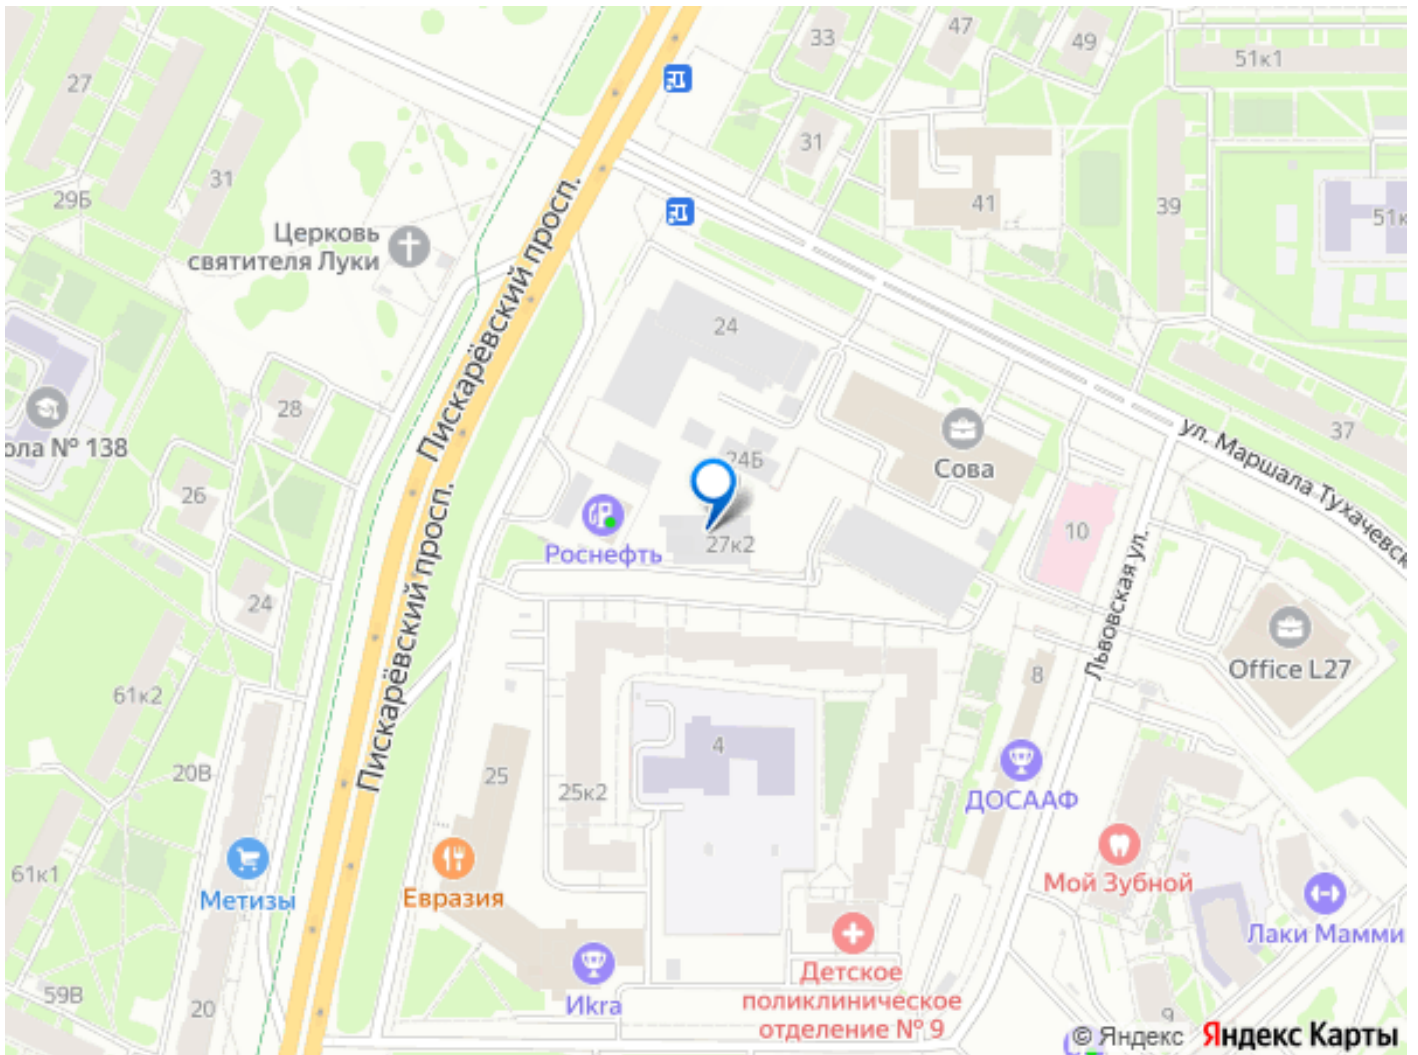 33
47
49
51к1
27
31
29Б
31
41
39
51к
Церковь
святителя Луки
Пискарёвский просп.
24
28
ола № 138
24Б
Сова
37
ул. Маршала Тухачевск
26
Роснефть
27к2
10
Пискарёвский просп.
Львовская ул.
24
Office L27
61к2
8
4
20В
25
25к2
ДОСААФ
61к1
Метизы
Евразия
Мой Зубной
Лаки Мамми
59В
20
Иkra
Детское
поликлиническое
отделение № 9
9
© Яндекс Яндекс Карты